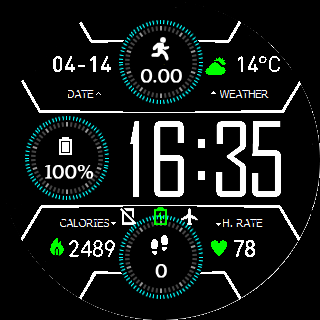 04-14
0.00
14°C
DATE
WEATHER
100%
16:35
CALORIES
H. RATE
2489
78
0